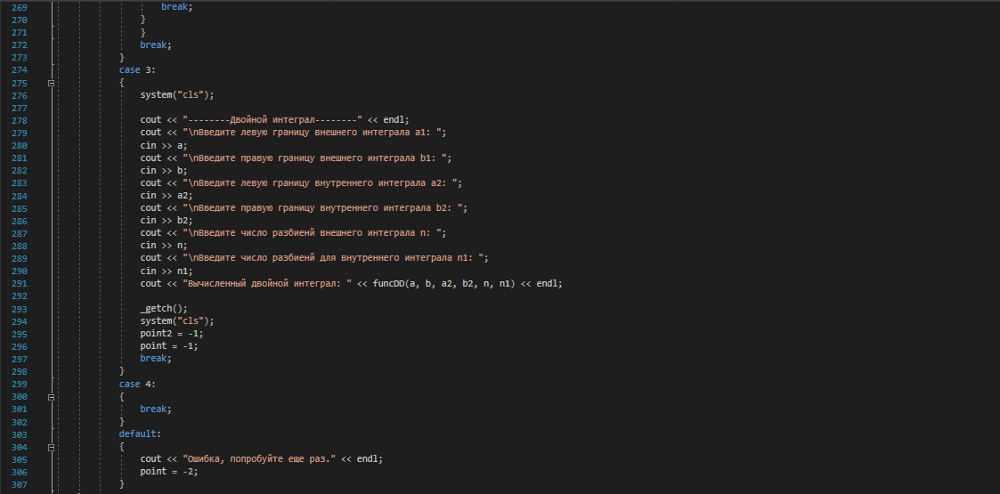 269 break;
270 }
271 }
272 break;
273 }
274 case 3:
275 {
276 system("cls");
277
278 cout << "--------Двойной интеграл--------" << endl;
279 cout << "\nВведите левую границу внешнего интеграла a1: ";
280 cin >> a;
281 cout << "\nВведите правую границу внешнего интеграла b1: ";
282 cin >> b;
283 cout << "\nВведите левую границу внутреннего интеграла a2: ";
284 cin >> a2;
285 cout << "\nВведите правую границу внутреннего интеграла b2: ";
286 cin >> b2;
287 cout << "\nВведите число разбиенй внешнего интеграла n: ";
288 cin >> n;
289 cout << "\nВведите число разбиенй для внутреннего интеграла n1: ";
290 cin >> n1;
291 cout << "Вычисленный двойной интеграл: " << funcDD(a, b, a2, b2, n, n1) << endl;
292
293 _getch();
294 system("cls");
295 point2 = -1;
296 point = -1;
297 break;
298 }
299 case 4:
300 {
301 break;
302 }
303 default:
304 {
305 cout << "Ошибка, попробуйте еще раз." << endl;
306 point = -2;
307 }